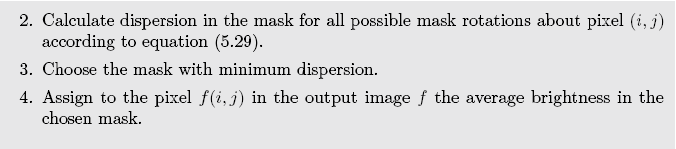 2. Calculate dispersion in the mask for all possible mask rotations about pixel (i, j)
according to equation (5.29).
3. Choose the mask with minimum dispersion.
4. Assign to the pixel f(i, j) in the output image f the average brightness in the
chosen mask.